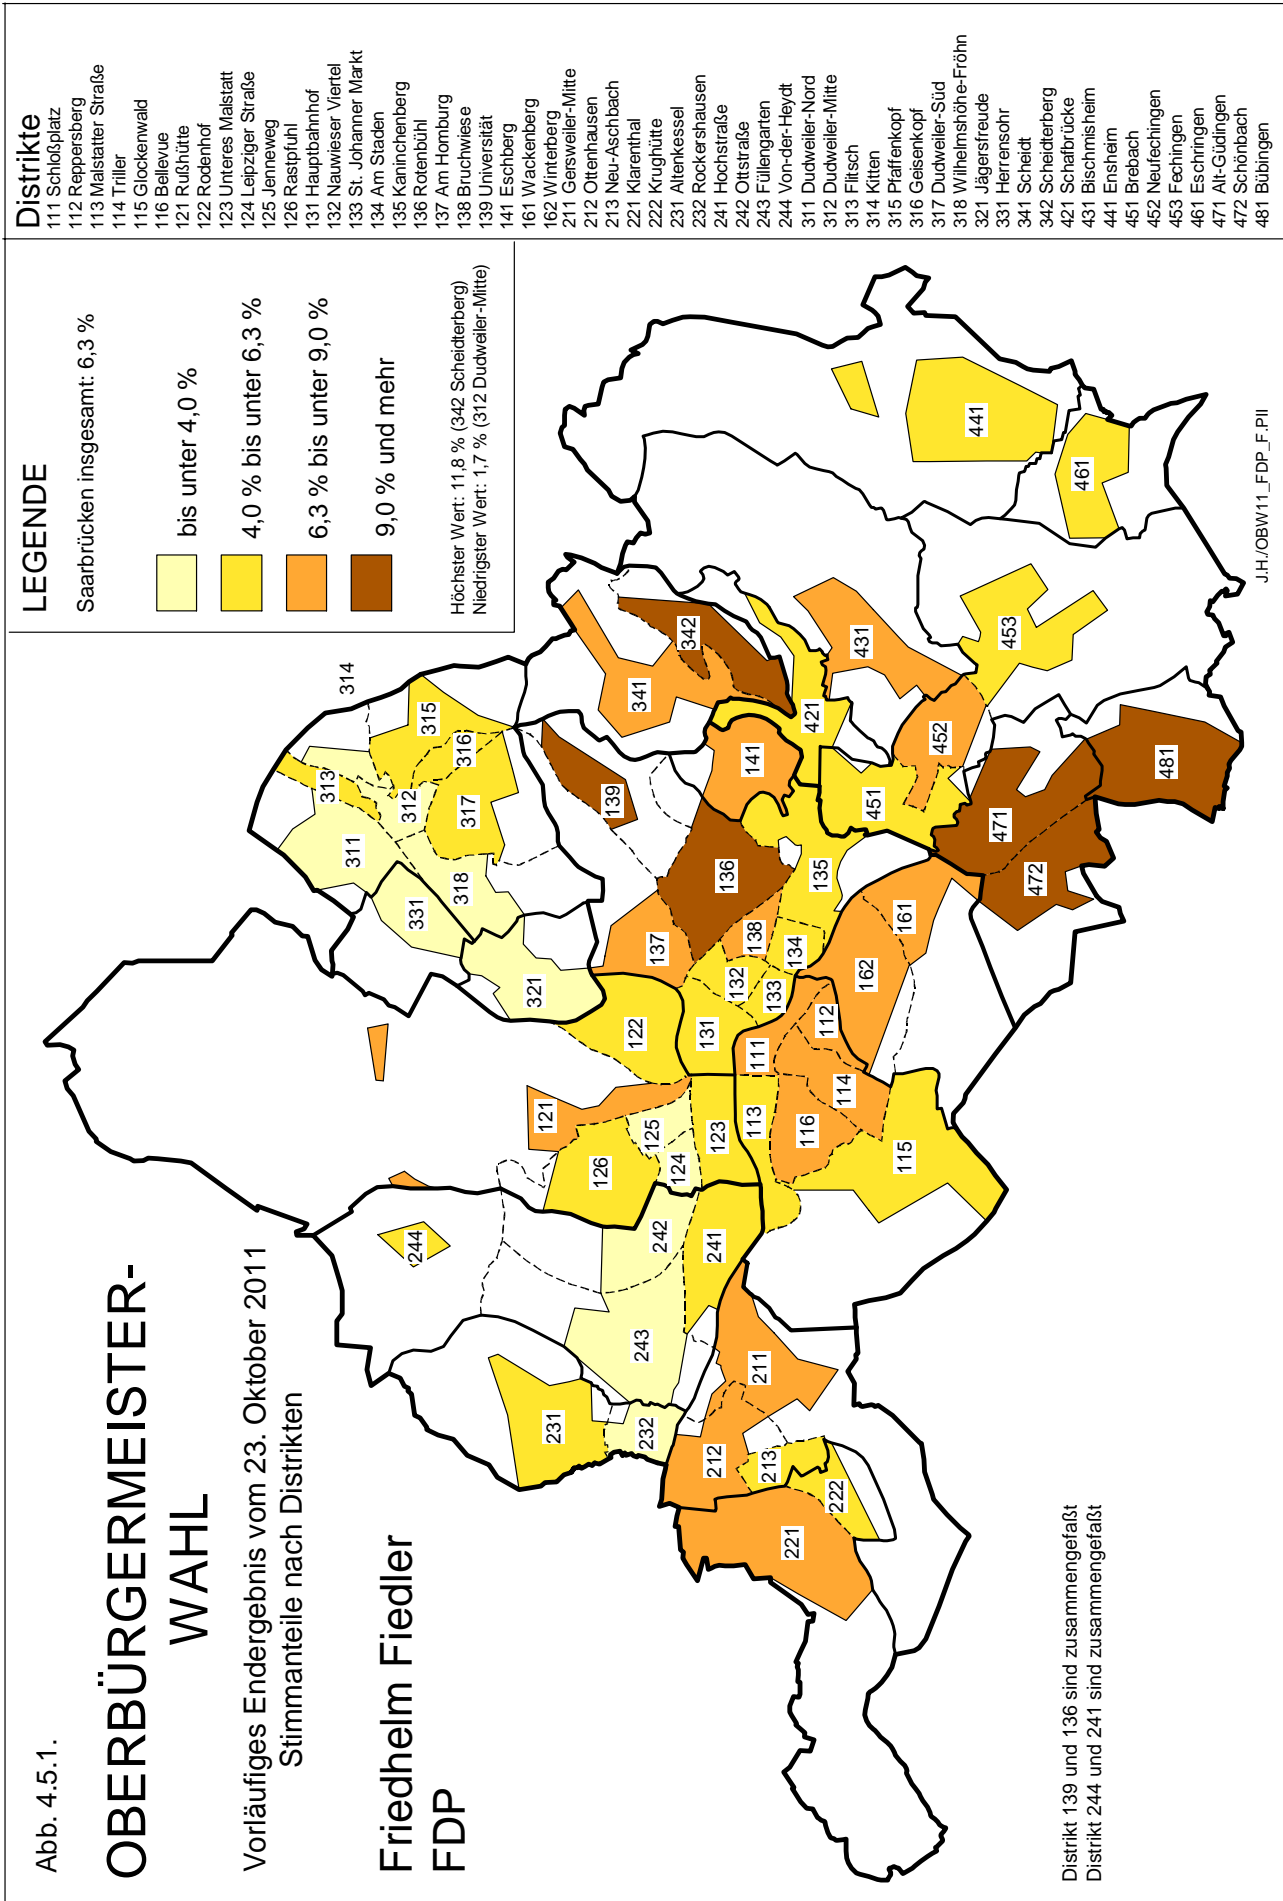 Abb. 4.5.1.
OBERBÜRGERMEISTER-
WAHL
Vorläufiges Endergebnis vom 23. Oktober 2011
Stimmanteile nach Distrikten
Friedhelm Fiedler
FDP
LEGENDE
Saarbrücken insgesamt: 6,3 %
bis unter 4,0 %
4,0 % bis unter 6,3 %
6,3 % bis unter 9,0 %
9,0 % und mehr
Höchster Wert: 11,8 % (342 Scheidterberg)
Niedrigster Wert: 1,7 % (312 Dudweiler-Mitte)
Distrikte
111 Schloßplatz
112 Reppersberg
113 Malstatter Straße
114 Triller
115 Glockenwald
116 Bellevue
121 Rußhütte
122 Rodenhof
123 Unteres Malstatt
124 Leipziger Straße
125 Jenneweg
126 Rastpfuhl
131 Hauptbahnhof
132 Nauwieser Viertel
133 St. Johanner Markt
134 Am Staden
135 Kaninchenberg
136 Rotenbühl
137 Am Homburg
138 Bruchwiese
139 Universität
141 Eschberg
161 Wackenberg
162 Winterberg
211 Gersweiler-Mitte
212 Ottenhausen
213 Neu-Aschbach
221 Klarenthal
222 Krughütte
231 Altenkessel
232 Rockershausen
241 Hochstraße
242 Ottstraße
243 Füllengarten
244 Von-der-Heydt
311 Dudweiler-Nord
312 Dudweiler-Mitte
313 Flitsch
314 Kitten
315 Pfaffenkopf
316 Geisenkopf
317 Dudweiler-Süd
318 Wilhelmshöhe-Fröhn
321 Jägersfreude
331 Herrensohr
341 Scheidt
342 Scheidterberg
421 Schafbrücke
431 Bischmisheim
441 Ensheim
451 Brebach
452 Neufechingen
453 Fechingen
461 Eschringen
471 Alt-Güdingen
472 Schönbach
481 Bübingen
314
315
313
316
312
317
311
318
331
321
342
341
139
141
421
431
441
461
453
452
451
481
471
472
136
135
137
138
134
132
133
161
162
122
131
111
112
121
125
123
113
114
116
115
126
124
244
242
241
243
211
231
232
212
213
222
221
Distrikt 139 und 136 sind zusammengefaßt
Distrikt 244 und 241 sind zusammengefaßt
J.H./OBW11_FDP_F.PII